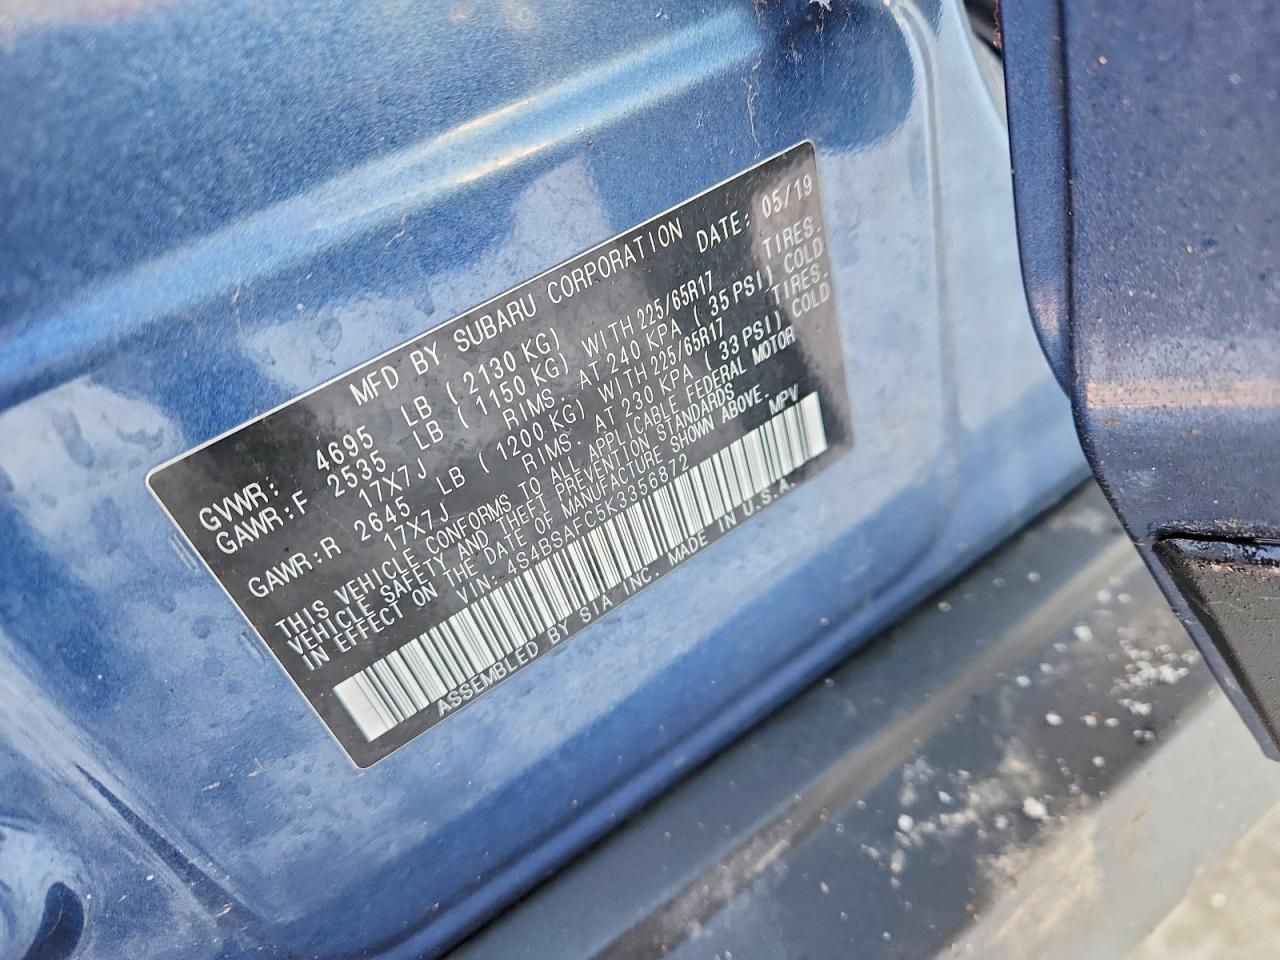 MFD BY SUBARU CORPORATION DATE: 05/19
GVWR: 4695 LB ( 2130 KG)
GAWR:F 2535 LB ( 1150 KG) WITH 225/65R17 TIRES.
17X7J RIMS. AT 240 KPA ( 35 PSI) COLD
GAWR:R 2645 LB ( 1200 KG) WITH 225/65R17 TIRES.
17X7J RIMS. AT 230 KPA ( 33 PSI) COLD
THIS VEHICLE CONFORMS TO ALL APPLICABLE FEDERAL MOTOR
VEHICLE SAFETY AND THEFT PREVENTION STANDARDS
IN EFFECT ON THE DATE OF MANUFACTURE SHOWN ABOVE.
VIN: 4S4BSAFC5K3356872 MPV
ASSEMBLED BY SIA INC. MADE IN U.S.A.